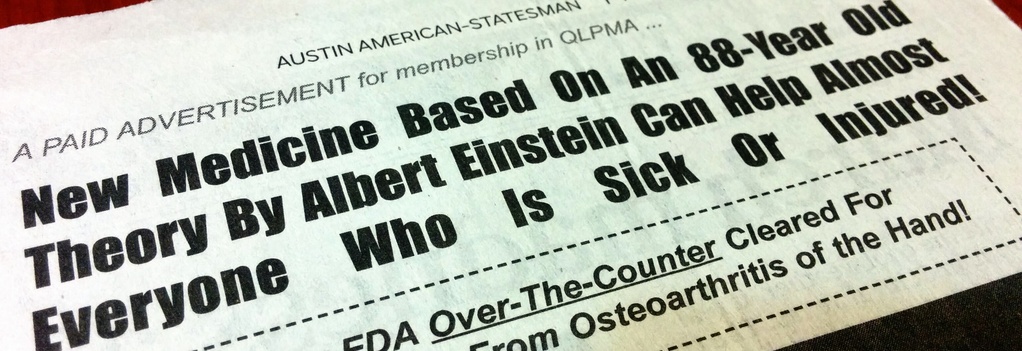 AUSTIN AMERICAN-STATESMAN
A PAID ADVERTISEMENT for membership in QLPMA ...
New Medicine Based On An 88-Year Old
Theory By Albert Einstein Can Help Almost
Everyone Who Is Sick Or Injured!
FDA Over-The-Counter Cleared For
From Osteoarthritis of the Hand!